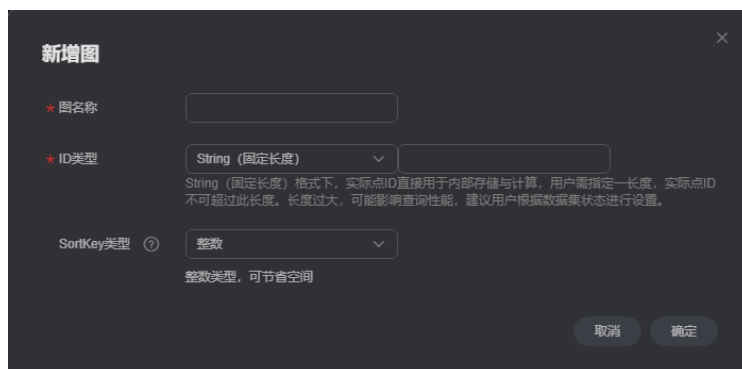 新增图
* 图名称
* ID类型 String（固定长度）
String（固定长度）格式下，实际点ID直接用于内部存储与计算，用户需指定一长度，实际点ID
不可超过此长度。长度过大，可能影响查询性能，建议用户根据数据集状态进行设置。
SortKey类型 ? 整数
整数类型，可节省空间
取消 确定